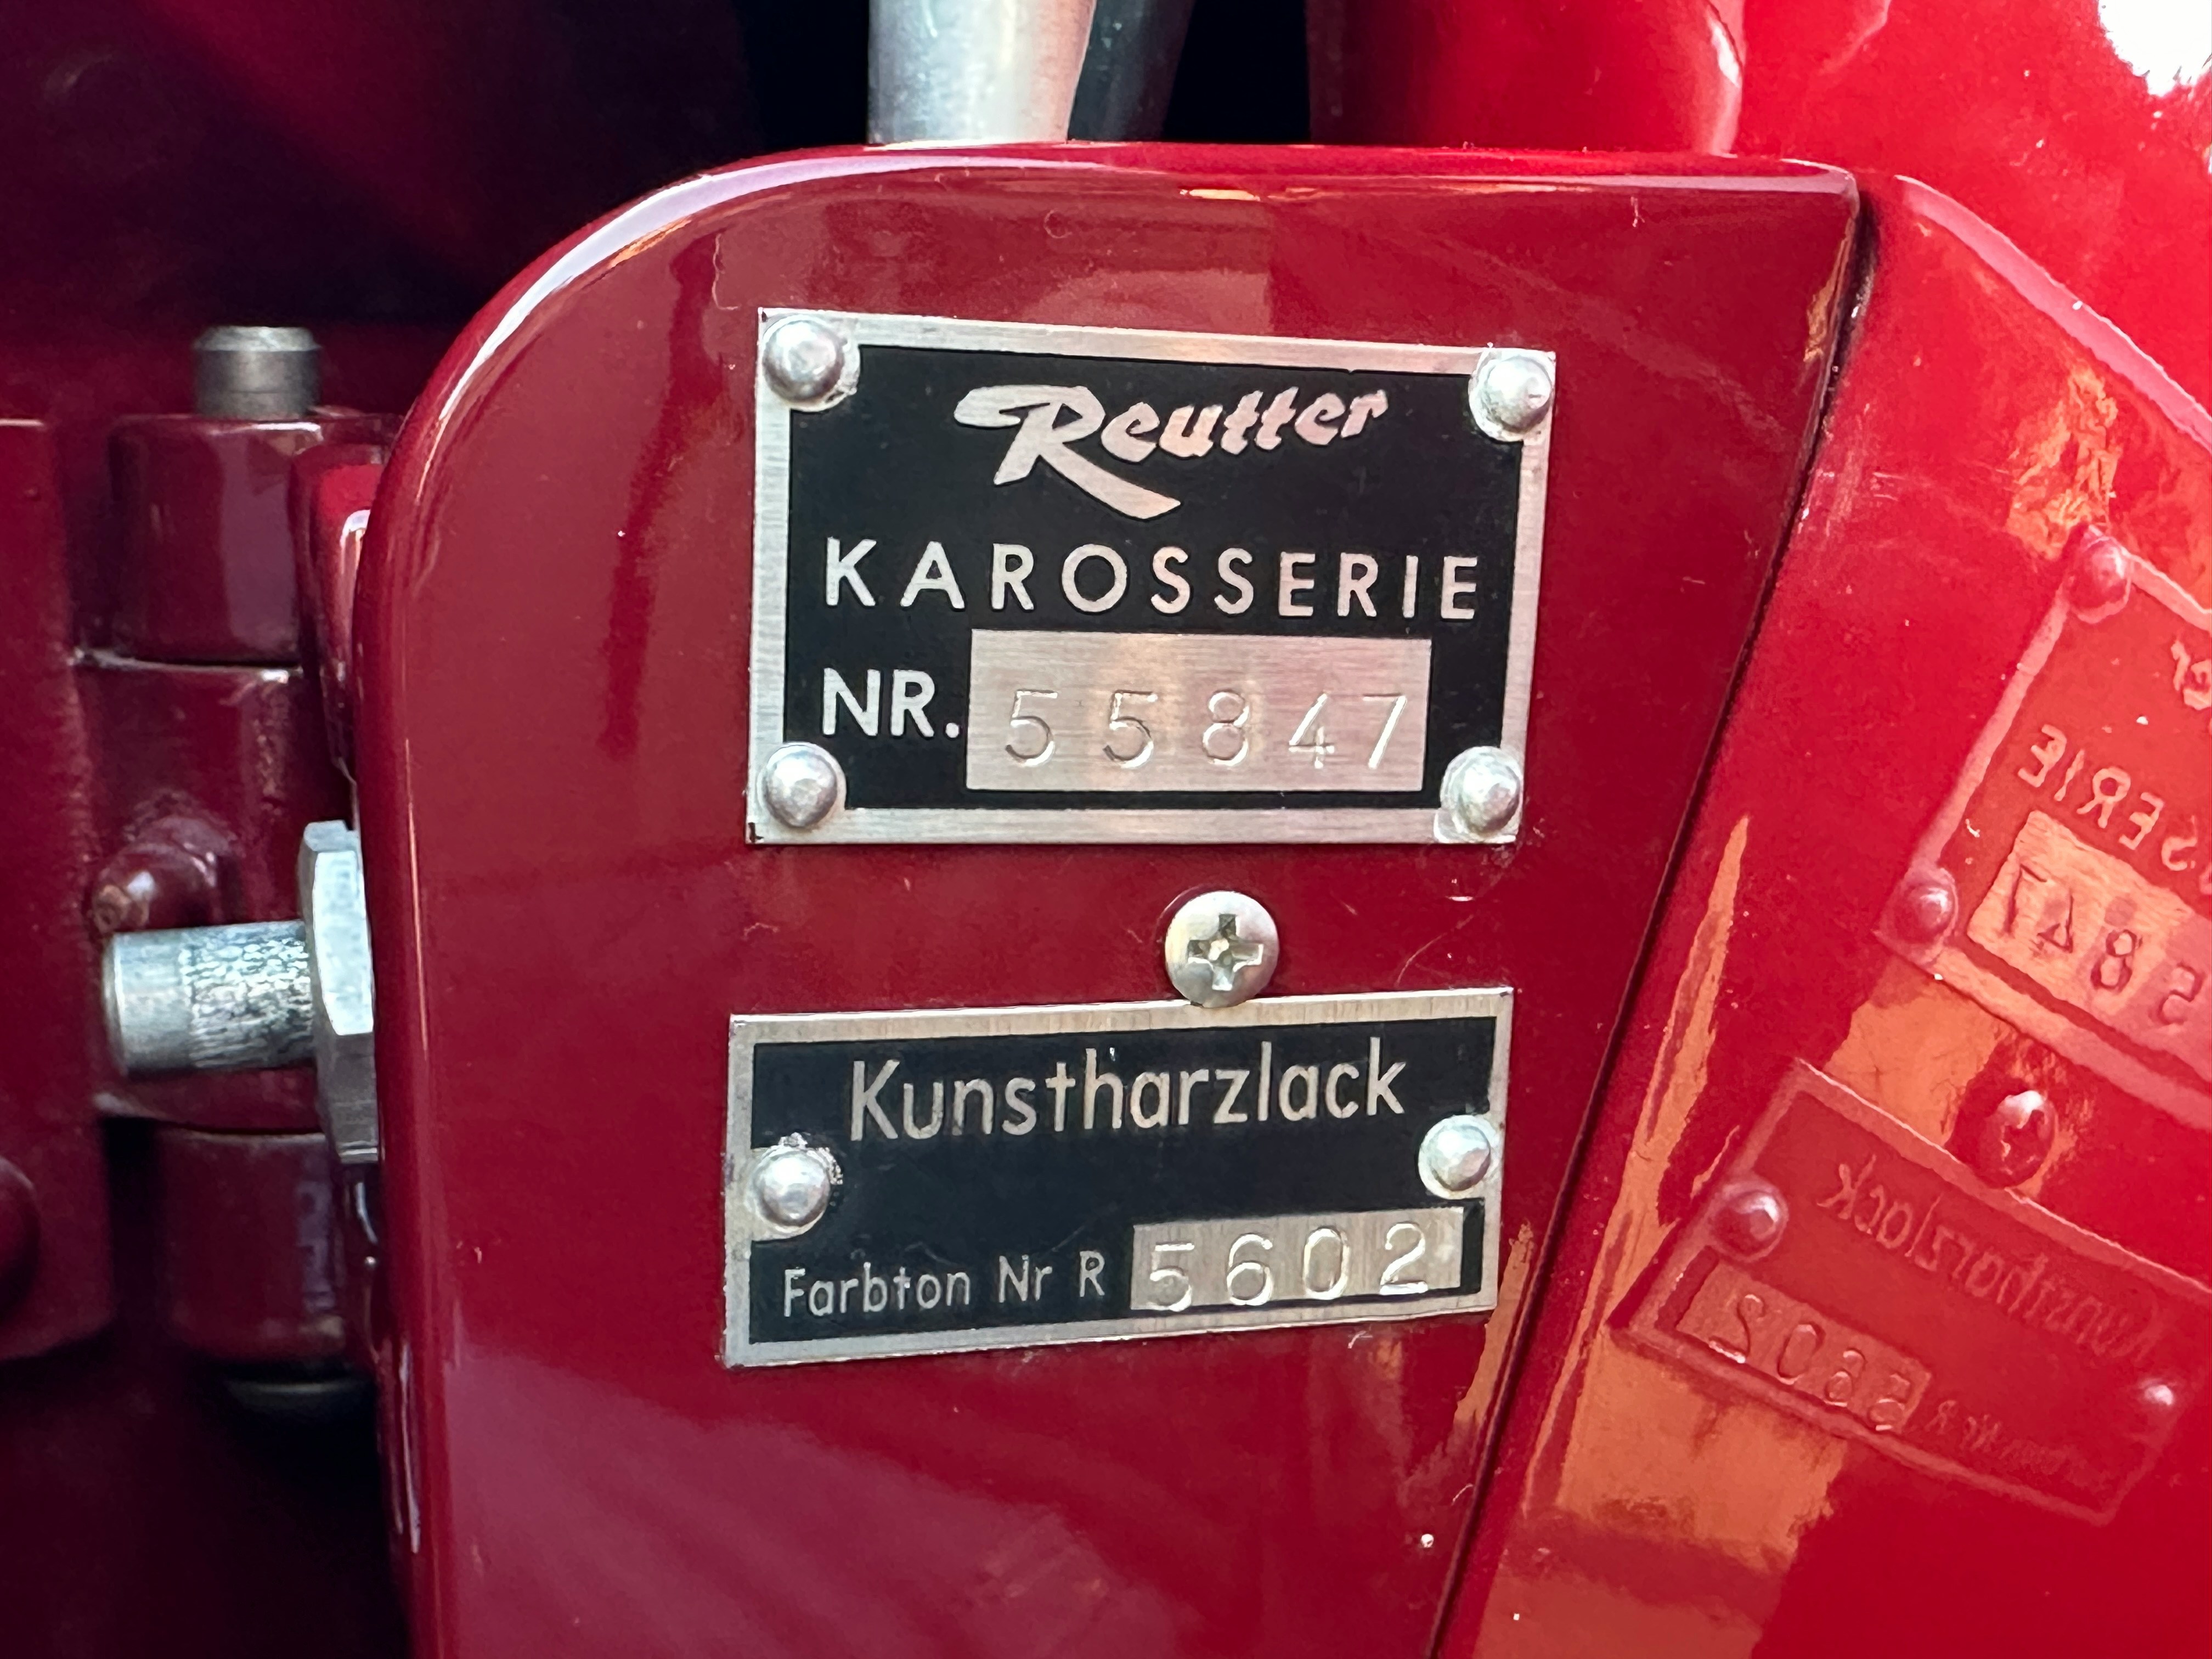 Reutter
KAROSSERIE
NR. 55847
Kunstharzlack
Farbton Nr R 5602